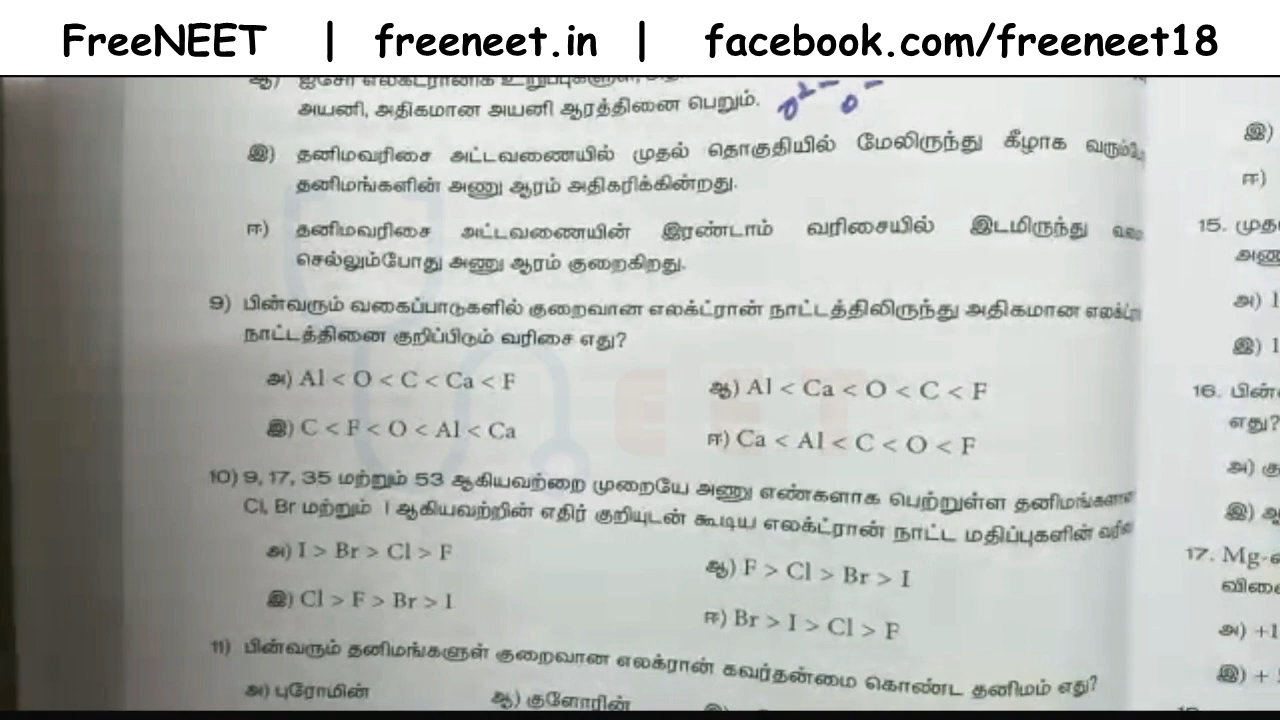 FreeNEET | freeneet.in | facebook.com/freeneet18
அயனி, அதிகமான அயனி ஆரத்தினை பெறும். O²⁻ O⁻
இ) தனிமவரிசை அட்டவணையில் முதல் தொகுதியில் மேலிருந்து கீழாக
தனிமங்களின் அணு ஆரம் அதிகரிக்கின்றது.
ஈ) தனிமவரிசை அட்டவணையின் இரண்டாம் வரிசையில் இடமிருந்து
செல்லும்போது அணு ஆரம் குறைகிறது.
9) பின்வரும் வகைப்பாடுகளில் குறைவான எலக்ட்ரான் நாட்டத்திலிருந்து அதிகமான
நாட்டத்தினை குறிப்பிடும் வரிசை எது?
அ) Al < O < C < Ca < F ஆ) Al < Ca < O < C < F
இ) C < F < O < Al < Ca ஈ) Ca < Al < C < O < F
10) 9, 17, 35 மற்றும் 53 ஆகியவற்றை முறையே அணு எண்களாக பெற்றுள்ள
Cl, Br மற்றும் I ஆகியவற்றின் எதிர் குறியுடன் கூடிய எலக்ட்ரான் நாட்ட மதிப்புகளின்
அ) I > Br > Cl > F ஆ) F > Cl > Br > I
இ) Cl > F > Br > I ஈ) Br > I > Cl > F
11) பின்வரும் தனிமங்களுள் குறைவான எலக்ரான் கவர்தன்மை கொண்ட தனிமம் எது?
அ) புரோமின் ஆ) குளோரின்
இ)
ஈ)
15.
அ)
இ)
16.
எது?
அ)
இ)
17. Mg-
அ) +1
இ) +